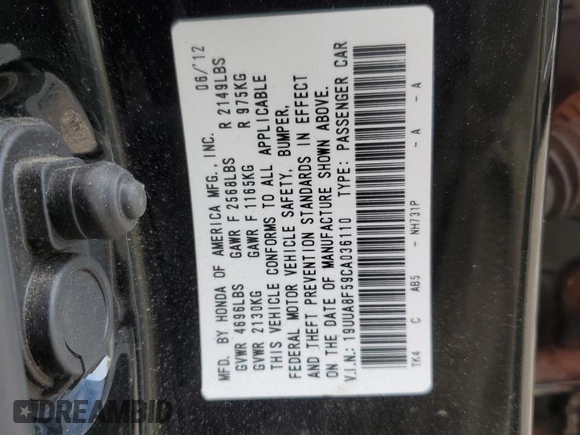 MFD. BY HONDA OF AMERICA MFG., INC. 06/'12
GVWR 4696LBS GAWR F 2568LBS R 2149LBS
GVWR 2130KG GAWR F 1165KG R 975KG
THIS VEHICLE CONFORMS TO ALL APPLICABLE
FEDERAL MOTOR VEHICLE SAFETY, BUMPER,
AND THEFT PREVENTION STANDARDS IN EFFECT
ON THE DATE OF MANUFACTURE SHOWN ABOVE.
V.I.N.: 19UUA8F59CA036110 TYPE: PASSENGER CAR
TK4 C AB5 - NH731P - A - A
DREAMBID